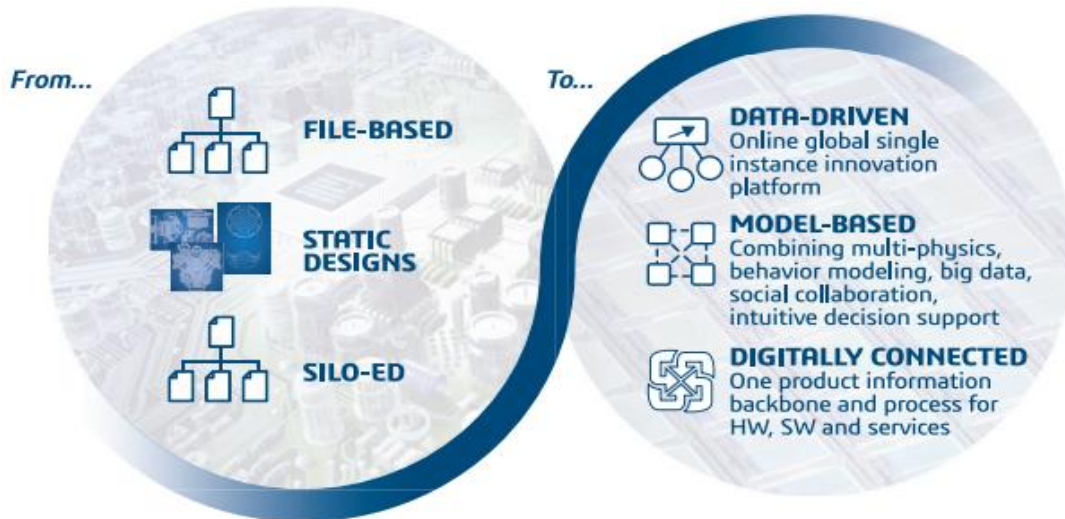 From...
FILE-BASED
STATIC
DESIGNS
SILO-ED
To...
DATA-DRIVEN
Online global single
instance innovation
platform
MODEL-BASED
Combining multi-physics,
behavior modeling, big data,
social collaboration,
intuitive decision support
DIGITALLY CONNECTED
One product information
backbone and process for
HW, SW and services